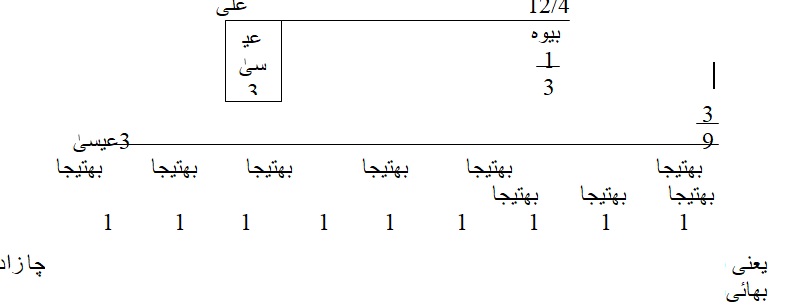 علی 12/4
عیـ بیوہ
سیٰ 1
3 3
3
9 عیسیٰ3
بھتیجا بھتیجا بھتیجا بھتیجا بھتیجا بھتیجا
بھتیجا بھتیجا بھتیجا
1 1 1 1 1 1 1 1 1
یعنی چازاد
بھائی